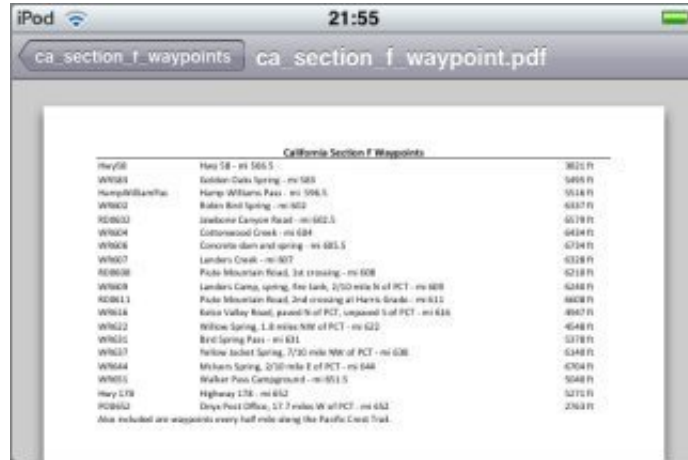 iPod 21:55
ca_section_f_waypoints ca_section_f_waypoint.pdf
California Section F Waypoints
Hwy58 Hwy 58 - mi 566.5 3821 ft
WR583 Golden Oaks Spring - mi 583 5495 ft
Hamp Williams Pass - mi 596.5 5516 ft
WR602 Robin Bird Spring - mi 602 6337 ft
RD0602 Jawbone Canyon Road - mi 602.5 6579 ft
WR604 Cottonwood Creek - mi 604 6434 ft
WR606 Concrete dam and spring - mi 605.5 6734 ft
WR607 Landers Creek - mi 607 6328 ft
RD0608 Piute Mountain Road, 1st crossing - mi 608 6218 ft
WR609 Landers Camp, spring, fire tank, 2/10 mile N of PCT - mi 609 6240 ft
RD0611 Piute Mountain Road, 2nd crossing at Harris Grade - mi 611 6608 ft
WR616 Kelso Valley Road, paved N of PCT, unpaved S of PCT - mi 616 4947 ft
WR622 Willow Spring, 1.8 miles NW of PCT - mi 622 4548 ft
WR631 Bird Spring Pass - mi 631 5378 ft
WR637 Yellow Jacket Spring, 7/10 mile NW of PCT - mi 638 6340 ft
WR644 McIvers Spring, 2/10 mile E of PCT - mi 644 6704 ft
WR651 Walker Pass Campground - mi 651.5 5040 ft
Hwy 178 Highway 178 - mi 652 5271 ft
RD0652 Onyx Post Office, 17.7 miles W of PCT - mi 652 2763 ft
Also included are waypoints every half mile along the Pacific Crest Trail.